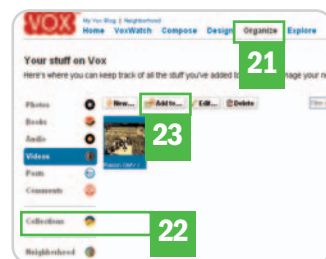 VOX
My Vox Blog | Neighborhood
Home VoxWatch Compose Design Organize Explore
21
Your stuff on Vox
Here's where you can keep track of all the stuff you've added to
nage your
Photos
New... Add to... Edit... Delete
Books
23
Audio
Videos
Posts
Comments
22
Collections
Neighborhood